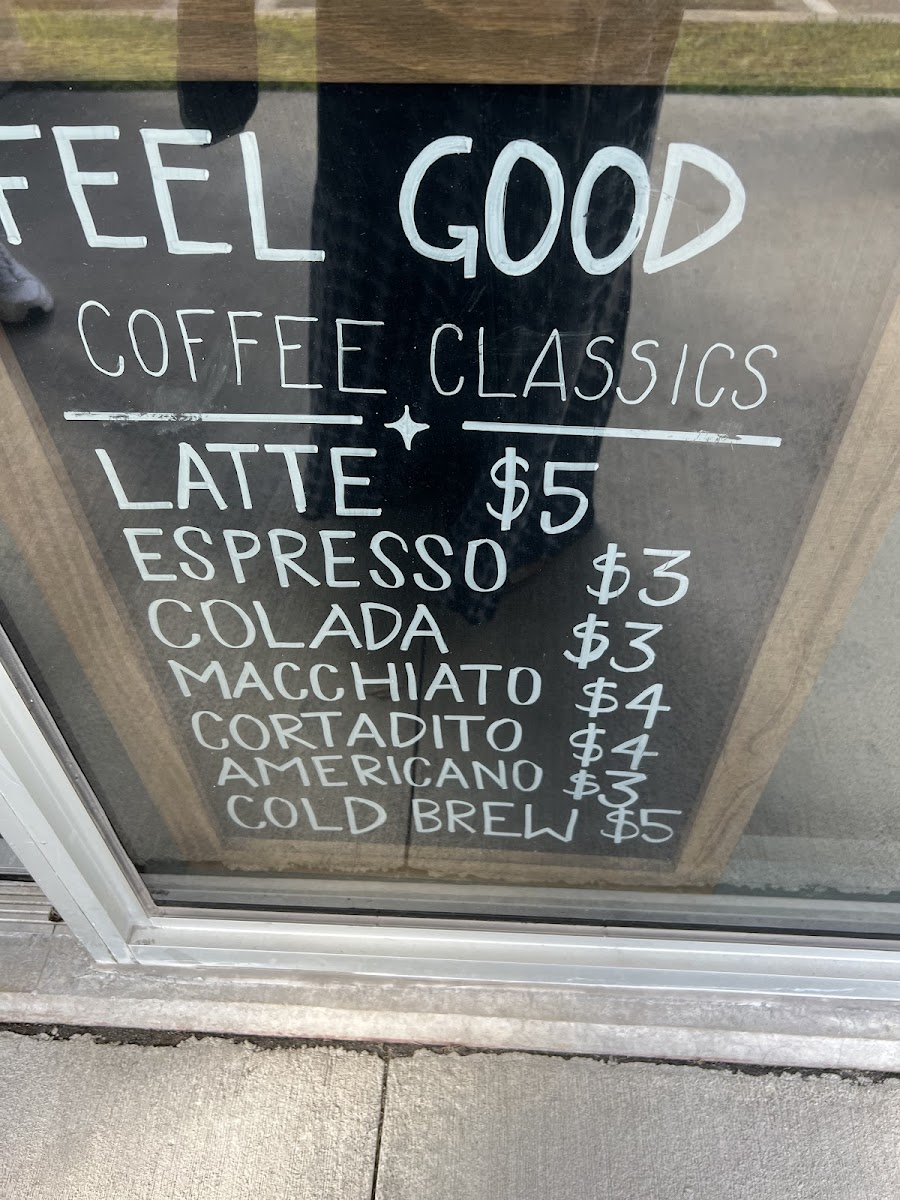 FEEL GOOD
COFFEE CLASSICS
LATTE $5
ESPRESSO $3
COLADA $3
MACCHIATO $4
CORTADITO $4
AMERICANO $3
COLD BREW $5